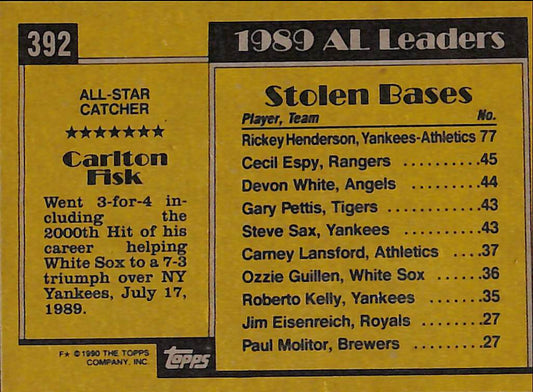 392
ALL-STAR
CATCHER
★★★★★★★
Carlton
Fisk
Went 3-for-4 in-
cluding the
2000th Hit of his
career helping
White Sox to a 7-3
triumph over NY
Yankees, July 17,
1989.
F★ ©1990 THE TOPPS
COMPANY, INC.
Topps
1989 AL Leaders
Stolen Bases
Player, Team No.
Rickey Henderson, Yankees-Athletics 77
Cecil Espy, Rangers ..........45
Devon White, Angels .........44
Gary Pettis, Tigers ...........43
Steve Sax, Yankees ..........43
Carney Lansford, Athletics ....37
Ozzie Guillen, White Sox ......36
Roberto Kelly, Yankees .......35
Jim Eisenreich, Royals ........27
Paul Molitor, Brewers .........27